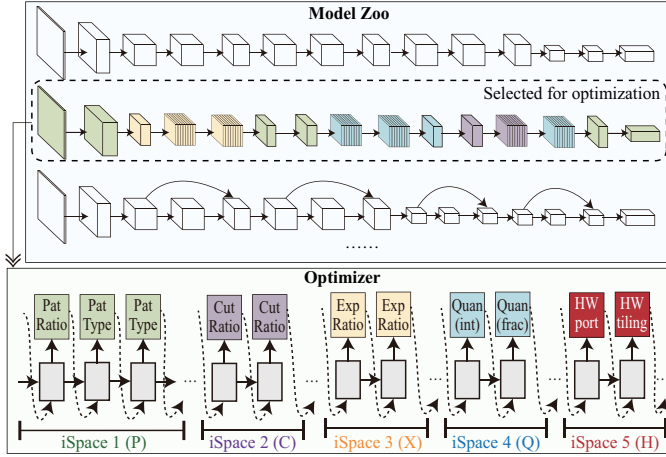 Model Zoo
Selected for optimization
......
Optimizer
Pat Ratio
Pat Type
Pat Type
...
Cut Ratio
Cut Ratio
...
Exp Ratio
Exp Ratio
...
Quan (int)
Quan (frac)
...
HW port
HW tiling
iSpace 1 (P)
iSpace 2 (C)
iSpace 3 (X)
iSpace 4 (Q)
iSpace 5 (H)